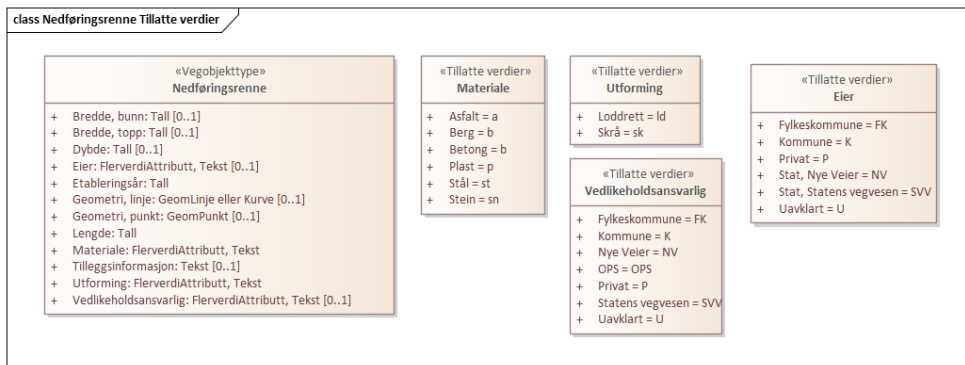 class Nedføringsrenne Tillatte verdier
«Vegobjekttype»
Nedføringsrenne
+ Bredde, bunn: Tall [0..1]
+ Bredde, topp: Tall [0..1]
+ Dybde: Tall [0..1]
+ Eier: FlerverdiAttributt, Tekst [0..1]
+ Etableringsår: Tall
+ Geometri, linje: GeomLinje eller Kurve [0..1]
+ Geometri, punkt: GeomPunkt [0..1]
+ Lengde: Tall
+ Materiale: FlerverdiAttributt, Tekst
+ Tilleggsinformasjon: Tekst [0..1]
+ Utforming: FlerverdiAttributt, Tekst
+ Vedlikeholdsansvarlig: FlerverdiAttributt, Tekst [0..1]
«Tillatte verdier»
Materiale
+ Asfalt = a
+ Berg = b
+ Betong = b
+ Plast = p
+ Stål = st
+ Stein = sn
«Tillatte verdier»
Utforming
+ Loddrett = ld
+ Skrå = sk
«Tillatte verdier»
Vedlikeholdsansvarlig
+ Fylkeskommune = FK
+ Kommune = K
+ Nye Veier = NV
+ OPS = OPS
+ Privat = P
+ Statens vegvesen = SVV
+ Uavklart = U
«Tillatte verdier»
Eier
+ Fylkeskommune = FK
+ Kommune = K
+ Privat = P
+ Stat, Nye Veier = NV
+ Stat, Statens vegvesen = SVV
+ Uavklart = U